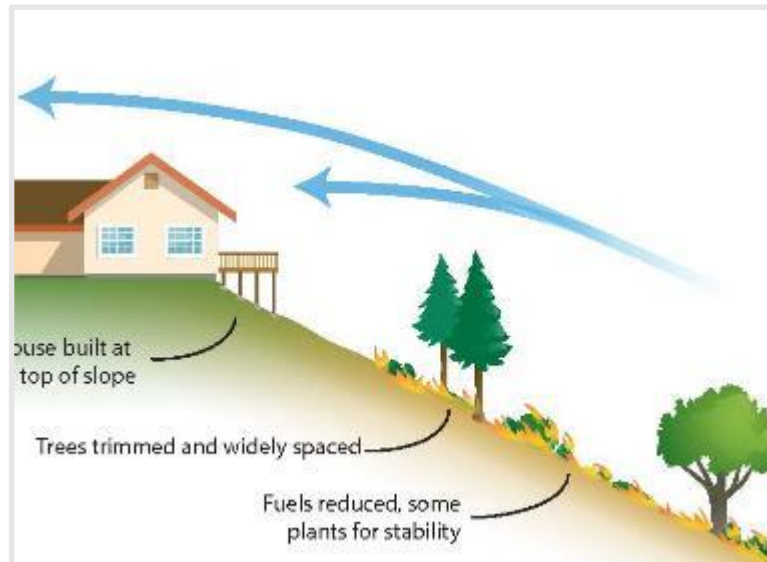 ouse built at
top of slope
Trees trimmed and widely spaced
Fuels reduced, some
plants for stability